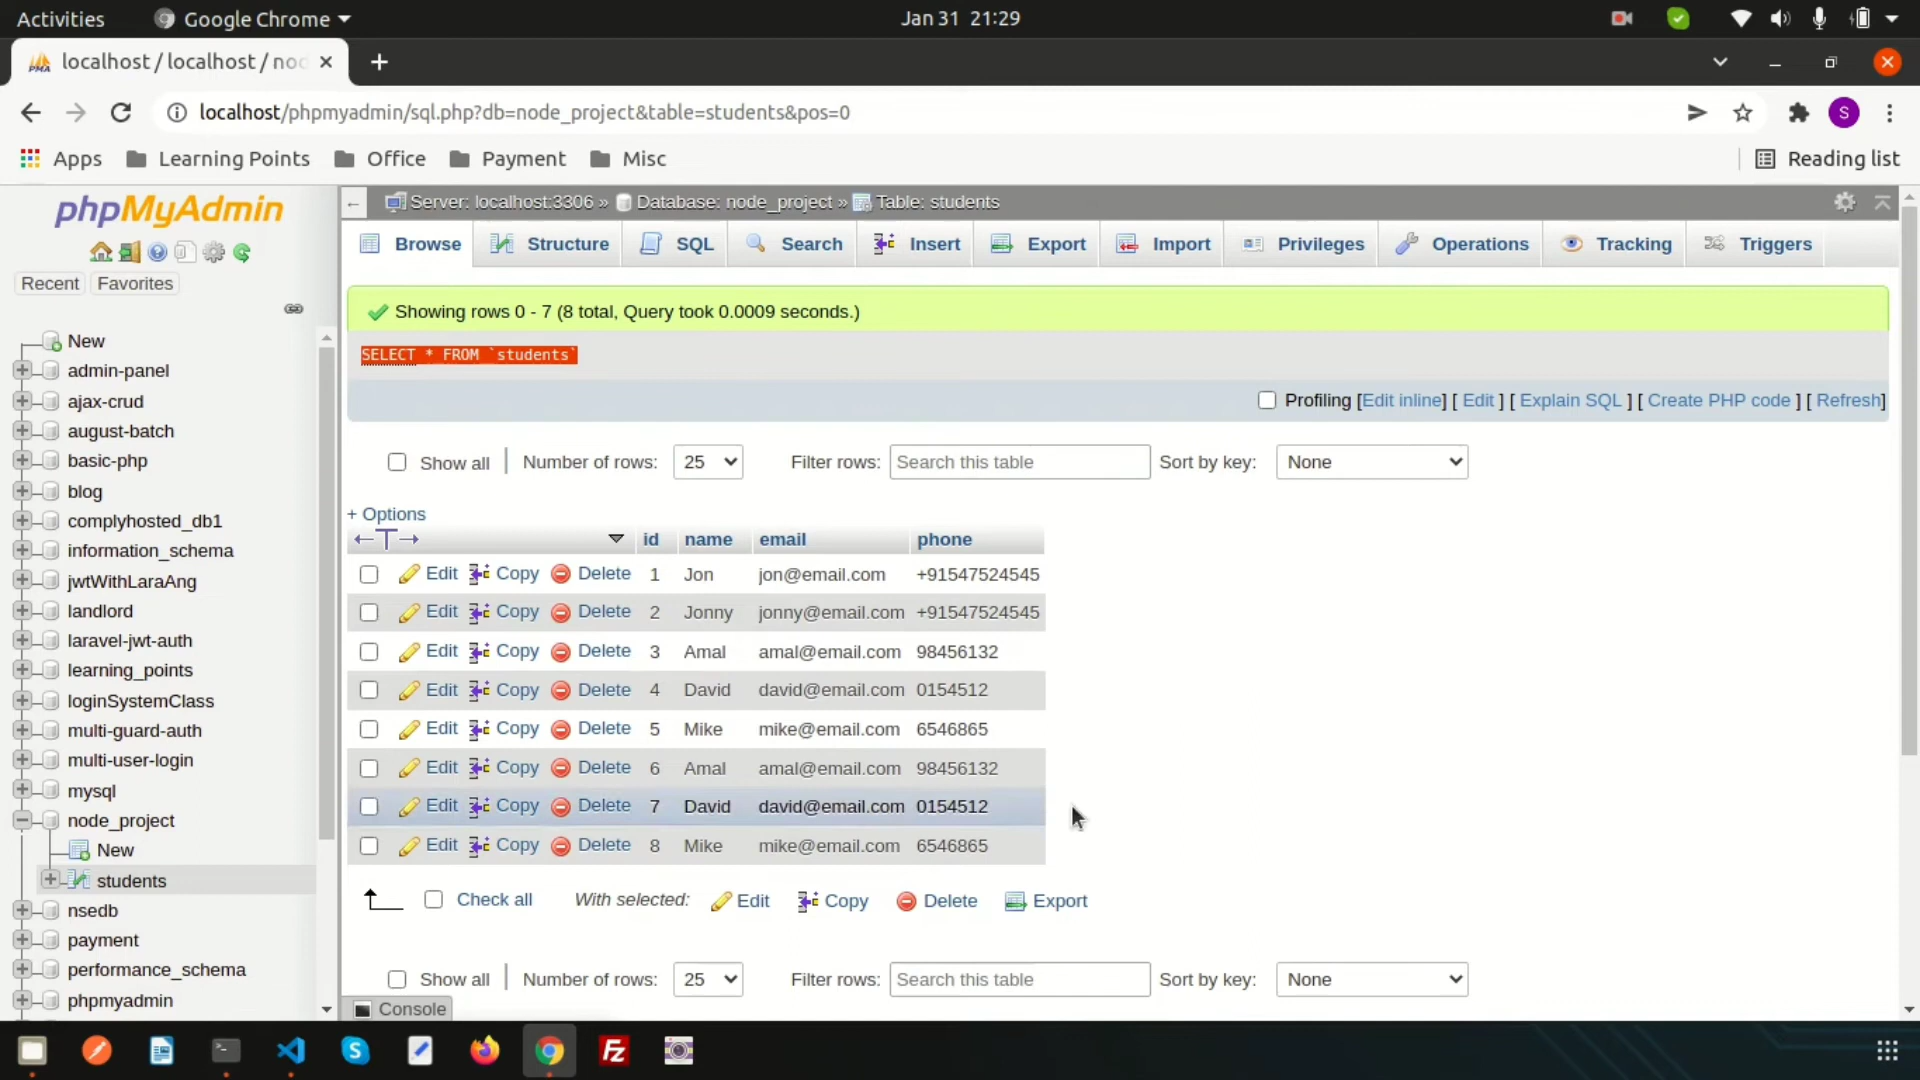 Activities Google Chrome Jan 31 21:29
localhost / localhost / nod
localhost/phpmyadmin/sql.php?db=node_project&table=students&pos=0 S
Apps Learning Points Office Payment Misc Reading list
phpMyAdmin
Recent Favorites
New
admin-panel
ajax-crud
august-batch
basic-php
blog
complyhosted_db1
information_schema
jwtWithLaraAng
landlord
laravel-jwt-auth
learning_points
loginSystemClass
multi-guard-auth
multi-user-login
mysql
node_project
New
students
nsedb
payment
performance_schema
phpmyadmin
Server: localhost:3306 » Database: node_project » Table: students
Browse Structure SQL Search Insert Export Import Privileges Operations Tracking Triggers
Showing rows 0 - 7 (8 total, Query took 0.0009 seconds.)
SELECT * FROM `students`
Profiling [Edit inline] [ Edit ] [ Explain SQL ] [ Create PHP code ] [ Refresh]
Show all | Number of rows: 25 Filter rows: Search this table Sort by key: None
+ Options
←T→ id name email phone
Edit Copy Delete 1 Jon jon@email.com +91547524545
Edit Copy Delete 2 Jonny jonny@email.com +91547524545
Edit Copy Delete 3 Amal amal@email.com 98456132
Edit Copy Delete 4 David david@email.com 0154512
Edit Copy Delete 5 Mike mike@email.com 6546865
Edit Copy Delete 6 Amal amal@email.com 98456132
Edit Copy Delete 7 David david@email.com 0154512
Edit Copy Delete 8 Mike mike@email.com 6546865
Check all With selected: Edit Copy Delete Export
Show all | Number of rows: 25 Filter rows: Search this table Sort by key: None
Console